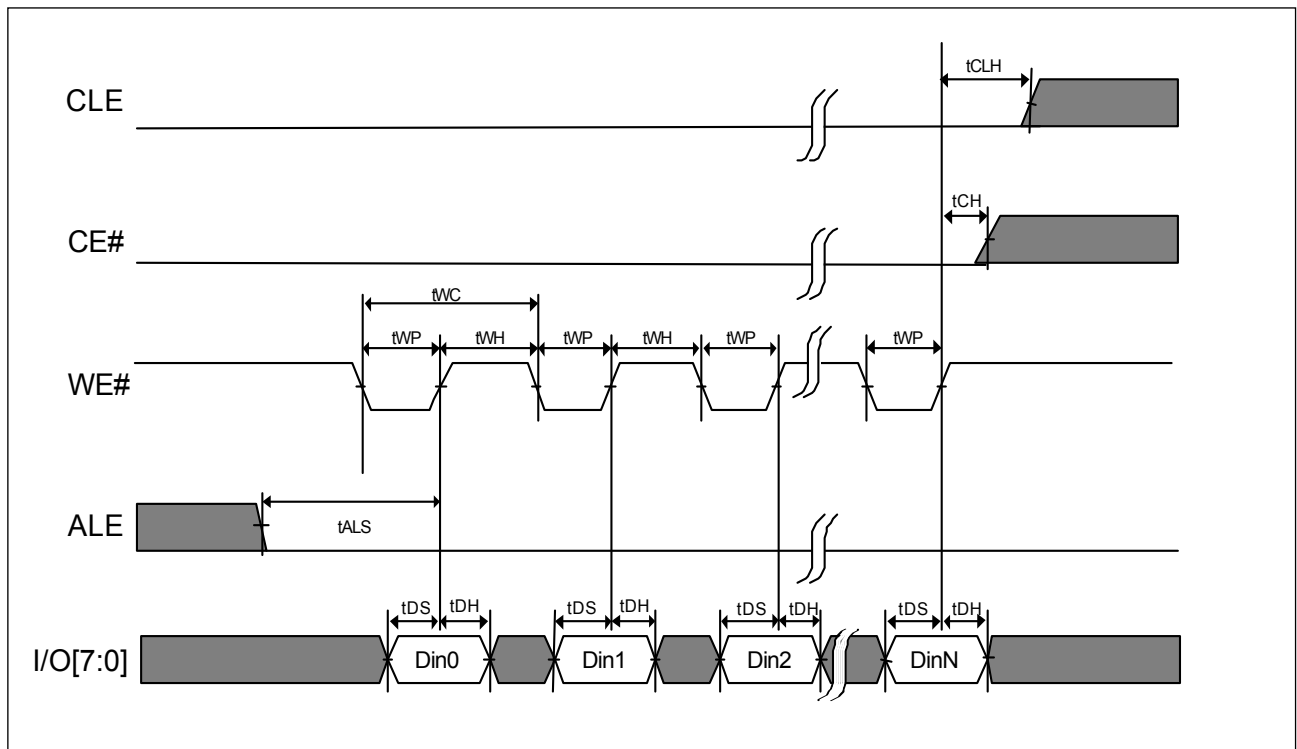 tCLH
CLE
tCH
CE#
tWC
tWP tWH tWP tWH tWP tWP
WE#
ALE
tALS
tDS tDH tDS tDH tDS tDH tDS tDH
I/O[7:0] Din0 Din1 Din2 DinN